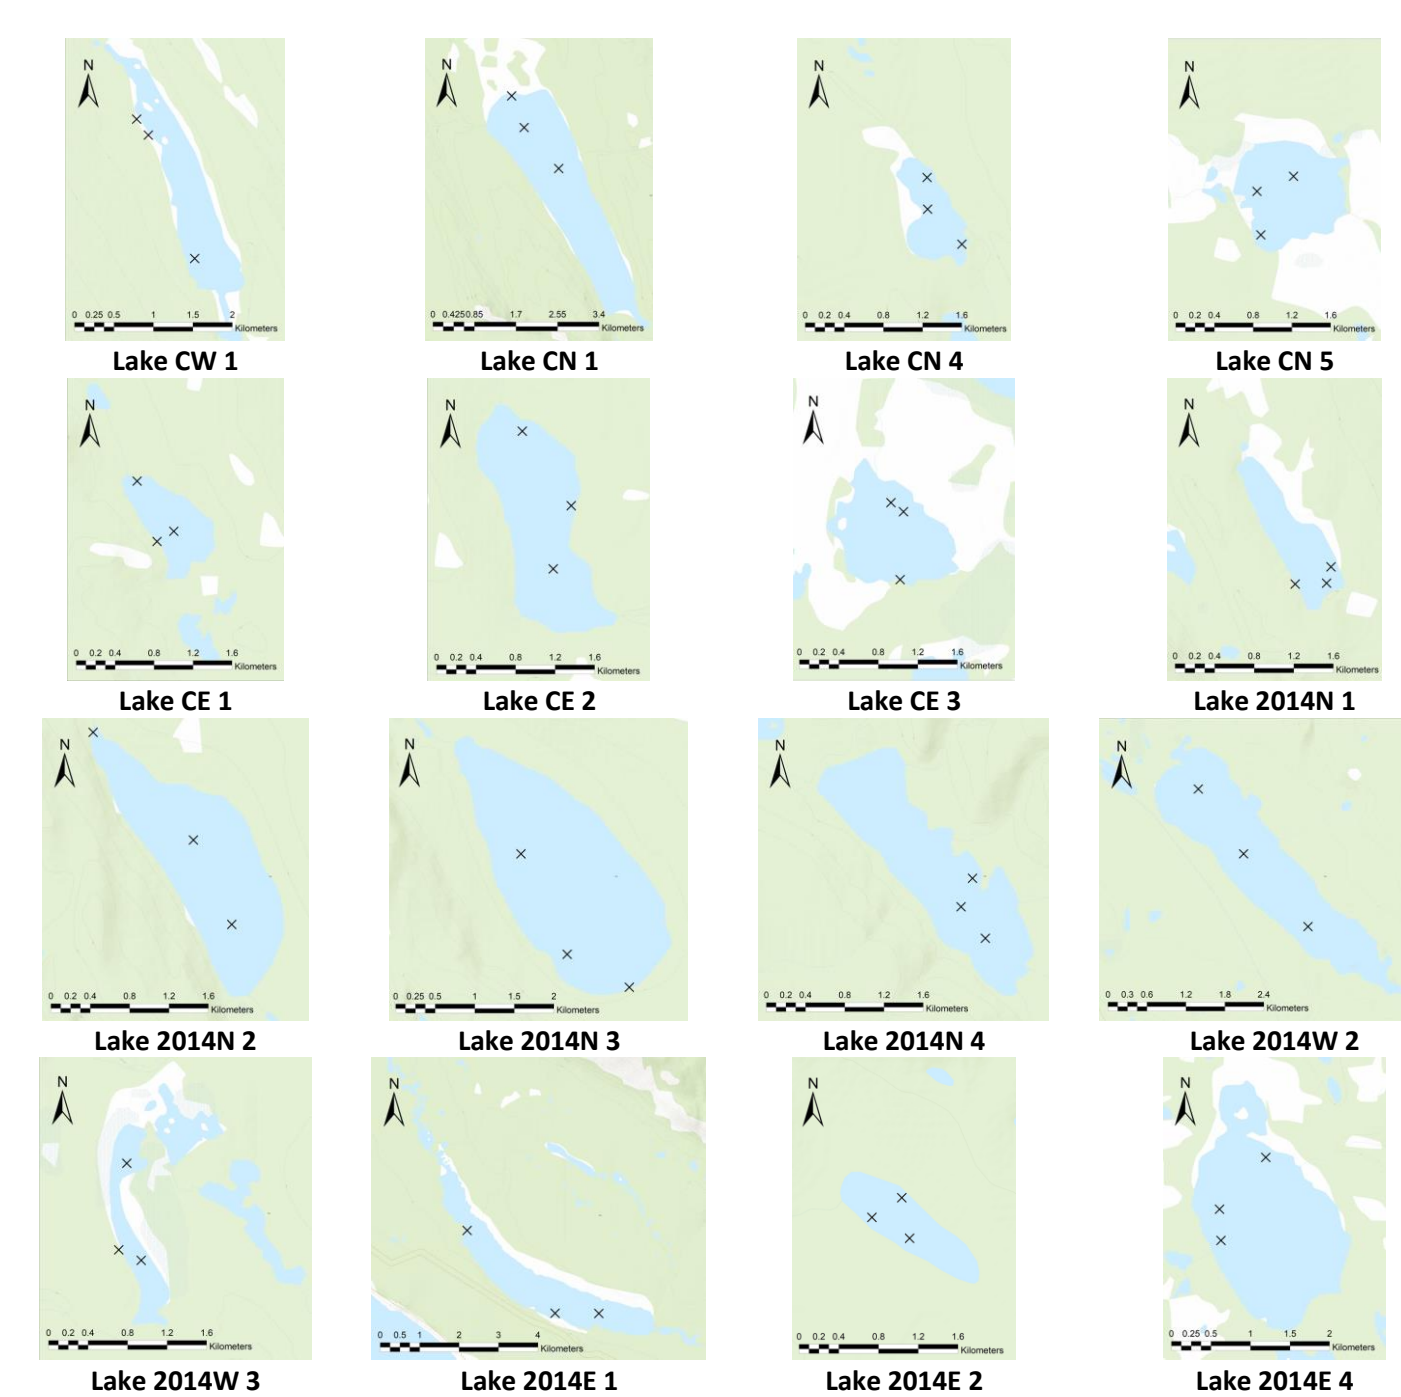 N
0 0.25 0.5 1 1.5 2
Kilometers
Lake CW 1
N
0 0.4250.85 1.7 2.55 3.4
Kilometers
Lake CN 1
N
0 0.2 0.4 0.8 1.2 1.6
Kilometers
Lake CN 4
N
0 0.2 0.4 0.8 1.2 1.6
Kilometers
Lake CN 5
N
0 0.2 0.4 0.8 1.2 1.6
Kilometers
Lake CE 1
N
0 0.2 0.4 0.8 1.2 1.6
Kilometers
Lake CE 2
N
0 0.2 0.4 0.8 1.2 1.6
Kilometers
Lake CE 3
N
0 0.2 0.4 0.8 1.2 1.6
Kilometers
Lake 2014N 1
N
0 0.2 0.4 0.8 1.2 1.6
Kilometers
Lake 2014N 2
N
0 0.25 0.5 1 1.5 2
Kilometers
Lake 2014N 3
N
0 0.2 0.4 0.8 1.2 1.6
Kilometers
Lake 2014N 4
N
0 0.3 0.6 1.2 1.8 2.4
Kilometers
Lake 2014W 2
N
0 0.2 0.4 0.8 1.2 1.6
Kilometers
Lake 2014W 3
N
0 0.5 1 2 3 4
Kilometers
Lake 2014E 1
N
0 0.2 0.4 0.8 1.2 1.6
Kilometers
Lake 2014E 2
N
0 0.25 0.5 1 1.5 2
Kilometers
Lake 2014E 4